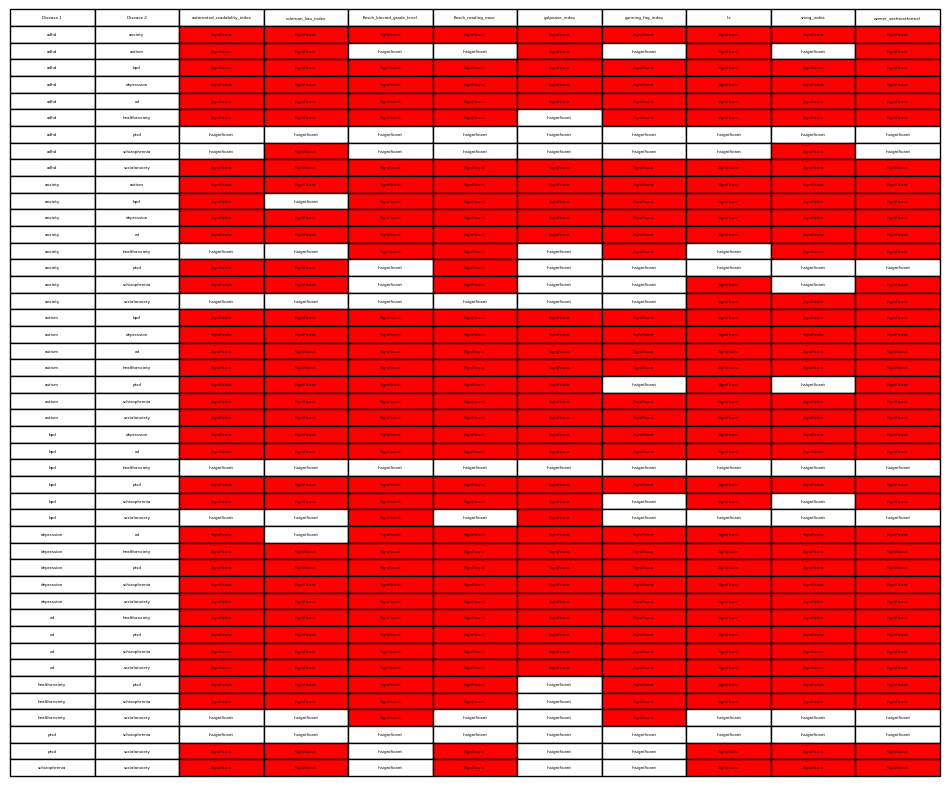 Disease 1 Disease 2 automated_readability_index coleman_liau_index flesch_kincaid_grade_level flesch_reading_ease gulpease_index gunning_fog_index lix smog_index wiener_sachtextformel
adhd anxiety Significant Significant Significant Significant Significant Significant Significant Significant Significant
adhd autism Significant Significant Insignificant Insignificant Significant Insignificant Significant Insignificant Significant
adhd bpd Significant Significant Significant Significant Significant Significant Significant Significant Significant
adhd depression Significant Significant Significant Significant Significant Significant Significant Significant Significant
adhd ed Significant Significant Significant Significant Significant Significant Significant Significant Significant
adhd healthanxiety Significant Significant Significant Significant Insignificant Significant Significant Significant Significant
adhd ptsd Insignificant Insignificant Insignificant Insignificant Insignificant Insignificant Insignificant Insignificant Insignificant
adhd schizophrenia Insignificant Significant Insignificant Insignificant Insignificant Insignificant Insignificant Significant Insignificant
adhd socialanxiety Significant Significant Significant Significant Significant Significant Significant Significant Significant
anxiety autism Significant Significant Significant Significant Significant Significant Significant Significant Significant
anxiety bpd Significant Insignificant Significant Significant Significant Significant Significant Significant Significant
anxiety depression Significant Significant Significant Significant Significant Significant Significant Significant Significant
anxiety ed Significant Significant Significant Significant Significant Significant Significant Significant Significant
anxiety healthanxiety Insignificant Insignificant Significant Significant Insignificant Significant Insignificant Significant Significant
anxiety ptsd Significant Significant Insignificant Significant Insignificant Insignificant Insignificant Insignificant Insignificant
anxiety schizophrenia Significant Significant Insignificant Significant Insignificant Insignificant Significant Insignificant Significant
anxiety socialanxiety Insignificant Insignificant Insignificant Insignificant Insignificant Insignificant Significant Significant Significant
autism bpd Significant Significant Significant Significant Significant Significant Significant Significant Significant
autism depression Significant Significant Significant Significant Significant Significant Significant Significant Significant
autism ed Significant Significant Significant Significant Significant Significant Significant Significant Significant
autism healthanxiety Significant Significant Significant Significant Significant Significant Significant Significant Significant
autism ptsd Significant Significant Significant Significant Significant Insignificant Significant Insignificant Significant
autism schizophrenia Significant Significant Significant Significant Significant Significant Significant Significant Significant
autism socialanxiety Significant Significant Significant Significant Significant Significant Significant Significant Significant
bpd depression Significant Significant Significant Significant Significant Significant Significant Significant Significant
bpd ed Significant Significant Significant Significant Significant Significant Significant Significant Significant
bpd healthanxiety Insignificant Insignificant Insignificant Insignificant Insignificant Insignificant Insignificant Insignificant Insignificant
bpd ptsd Significant Significant Significant Significant Significant Significant Significant Significant Significant
bpd schizophrenia Significant Significant Significant Significant Significant Insignificant Significant Insignificant Significant
bpd socialanxiety Insignificant Insignificant Significant Insignificant Significant Insignificant Insignificant Insignificant Insignificant
depression ed Significant Insignificant Significant Significant Significant Significant Significant Significant Significant
depression healthanxiety Significant Significant Significant Significant Significant Significant Significant Significant Significant
depression ptsd Significant Significant Significant Significant Significant Significant Significant Significant Significant
depression schizophrenia Significant Significant Significant Significant Significant Significant Significant Significant Significant
depression socialanxiety Significant Significant Significant Significant Significant Significant Significant Significant Significant
ed healthanxiety Significant Significant Significant Significant Significant Significant Significant Significant Significant
ed ptsd Significant Significant Significant Significant Significant Significant Significant Significant Significant
ed schizophrenia Significant Significant Significant Significant Significant Significant Significant Significant Significant
ed socialanxiety Significant Significant Significant Significant Significant Significant Significant Significant Significant
healthanxiety ptsd Significant Significant Significant Significant Insignificant Significant Significant Significant Significant
healthanxiety schizophrenia Significant Significant Significant Significant Insignificant Significant Significant Significant Significant
healthanxiety socialanxiety Insignificant Insignificant Significant Insignificant Insignificant Significant Insignificant Insignificant Insignificant
ptsd schizophrenia Insignificant Insignificant Insignificant Insignificant Insignificant Insignificant Insignificant Insignificant Insignificant
ptsd socialanxiety Significant Significant Insignificant Significant Insignificant Insignificant Significant Significant Significant
schizophrenia socialanxiety Significant Significant Insignificant Significant Insignificant Insignificant Significant Significant Significant